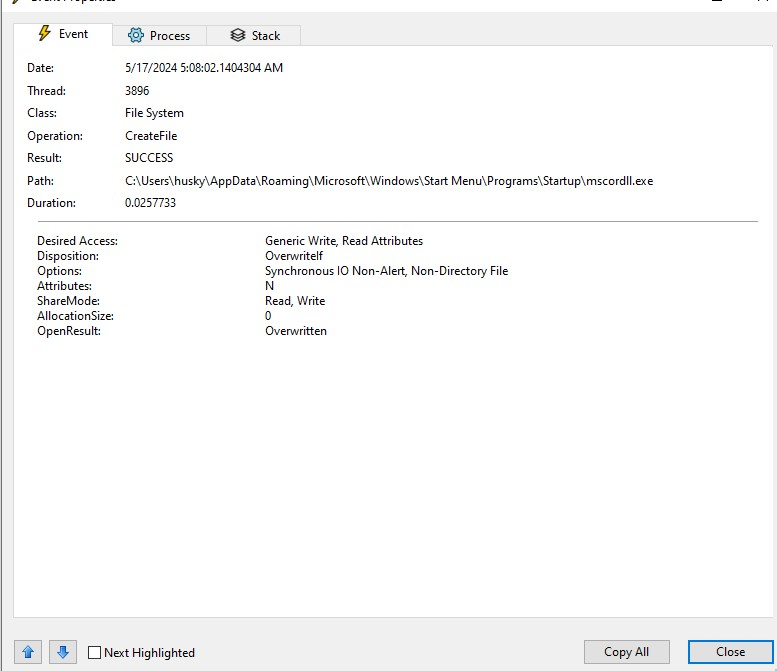 Event Process Stack
Date: 5/17/2024 5:08:02.1404304 AM
Thread: 3896
Class: File System
Operation: CreateFile
Result: SUCCESS
Path: C:\Users\husky\AppData\Roaming\Microsoft\Windows\Start Menu\Programs\Startup\mscordll.exe
Duration: 0.0257733
Desired Access: Generic Write, Read Attributes
Disposition: OverwriteIf
Options: Synchronous IO Non-Alert, Non-Directory File
Attributes: N
ShareMode: Read, Write
AllocationSize: 0
OpenResult: Overwritten
Next Highlighted Copy All Close